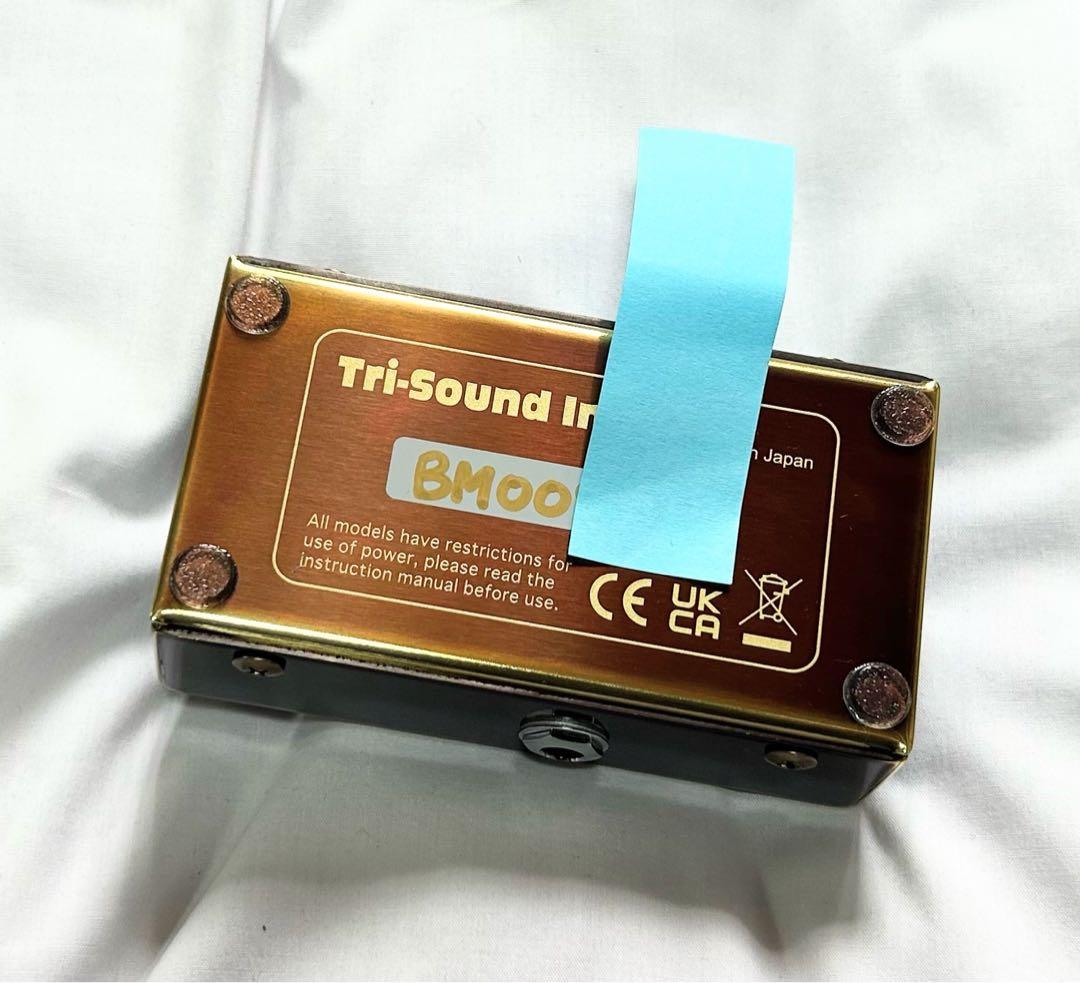 Tri-Sound In
n Japan
BM00
All models have restrictions for
use of power, please read the
instruction manual before use.
CE UK
CA